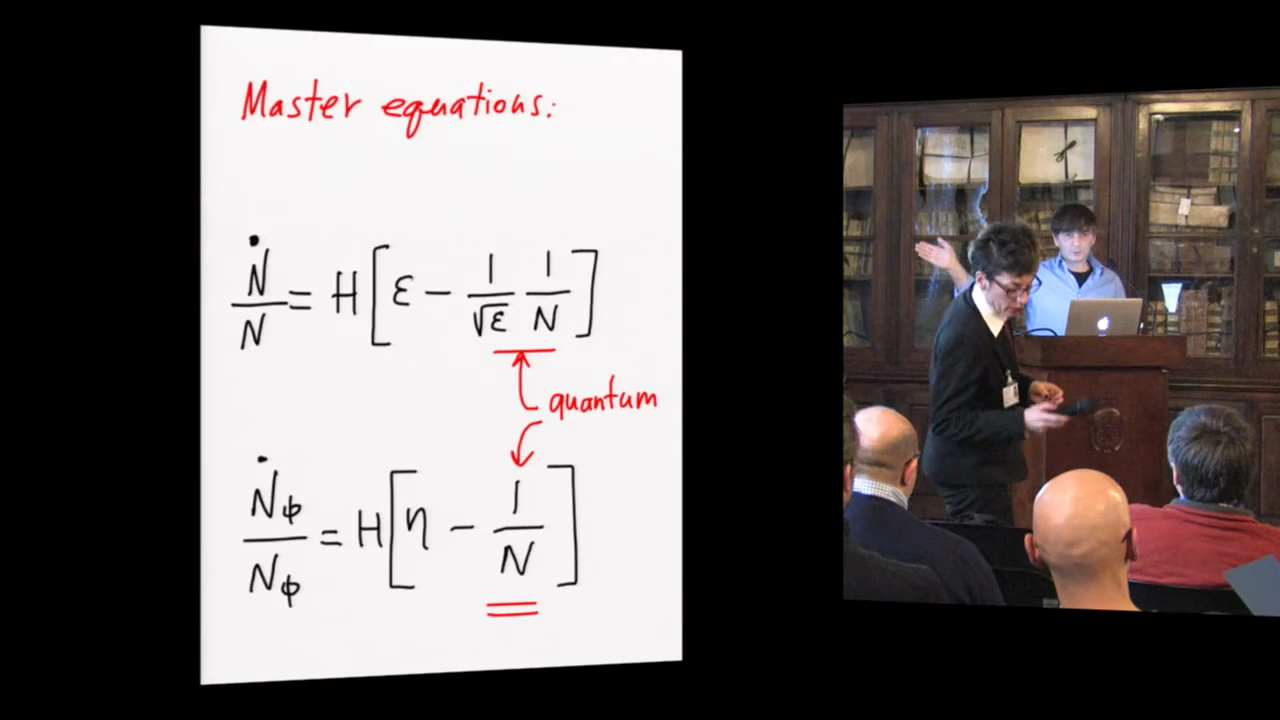 Master equations:
Ṅ/N = H[ε − 1/√ε 1/N]
quantum
Ṅφ/Nφ = H[η − 1/N]